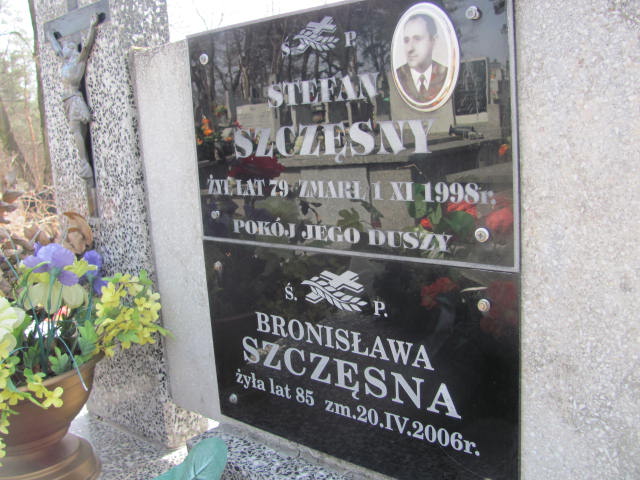 Ś. P.
STEFAN
SZCZĘSNY
ŻYŁ LAT 79 ZMARŁ 1 XI 1998r.
POKÓJ JEGO DUSZY
Ś. P.
BRONISŁAWA
SZCZĘSNA
żyła lat 85 zm.20.IV.2006r.